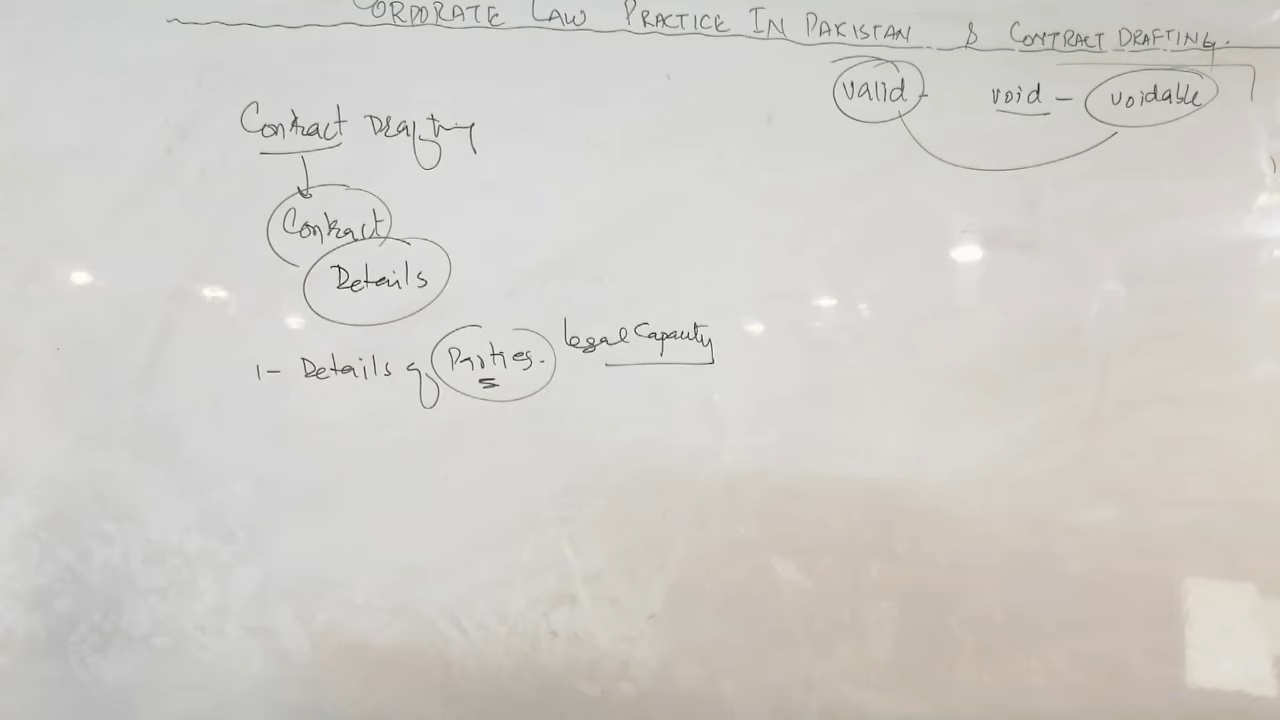 CORPORATE LAW PRACTICE IN PAKISTAN & CONTRACT DRAFTING.
valid - void - voidable
Contract Drafting
Contract
Details
1- Details of Parties. legal Capacity